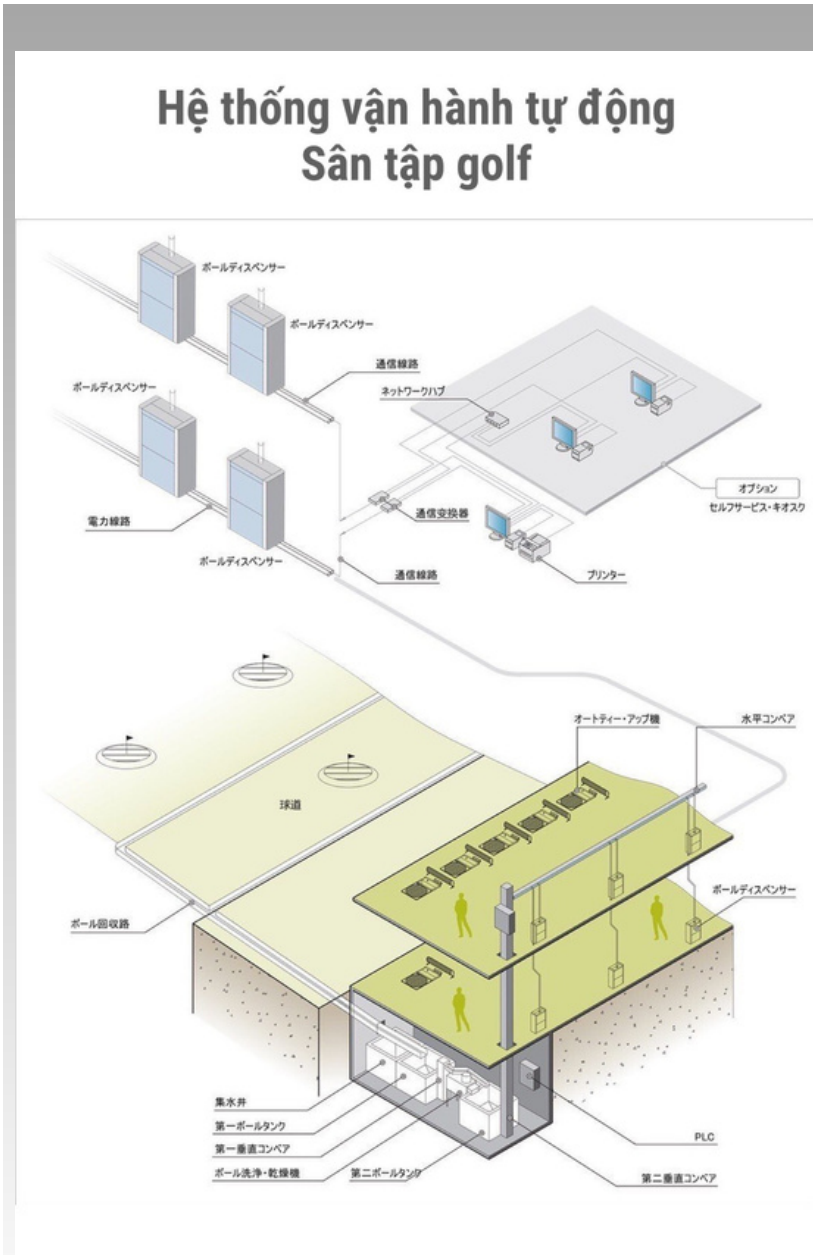 Hệ thống vận hành tự động
Sân tập golf
ボールディスペンサー
ボールディスペンサー
通信線路
ネットワークハブ
ボールディスペンサー
オプション
セルフサービス・キオスク
電力線路
通信変換器
ボールディスペンサー
通信線路
プリンター
オートティー・アップ機
水平コンベア
球道
ボールディスペンサー
ボール回収路
集水井
第一ボールタンク
第一垂直コンベア
PLC
ボール洗浄・乾燥機
第二ボールタンク
第二垂直コンベア